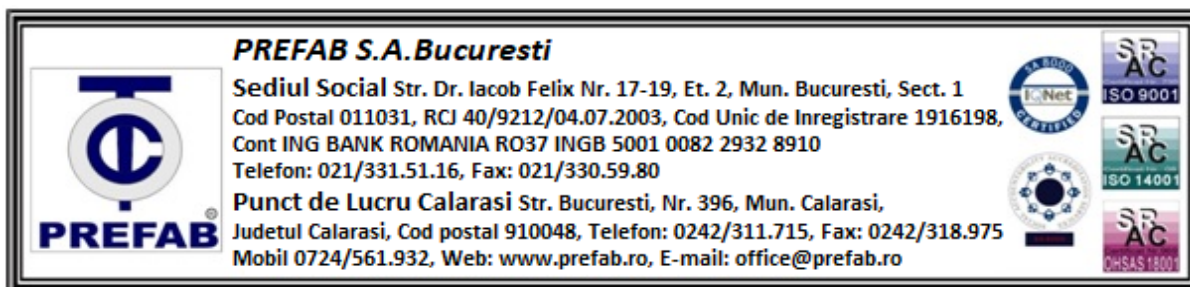 PREFAB S.A.Bucuresti
Sediul Social Str. Dr. Iacob Felix Nr. 17-19, Et. 2, Mun. Bucuresti, Sect. 1
Cod Postal 011031, RCJ 40/9212/04.07.2003, Cod Unic de Inregistrare 1916198,
Cont ING BANK ROMANIA RO37 INGB 5001 0082 2932 8910
Telefon: 021/331.51.16, Fax: 021/330.59.80
Punct de Lucru Calarasi Str. Bucuresti, Nr. 396, Mun. Calarasi,
Judetul Calarasi, Cod postal 910048, Telefon: 0242/311.715, Fax: 0242/318.975
Mobil 0724/561.932, Web: www.prefab.ro, E-mail: office@prefab.ro
PREFAB ®
SA 8000
IQNet
CERTIFIED
SRAC
ISO 9001
SRAC
ISO 14001
SRAC
OHSAS 18001